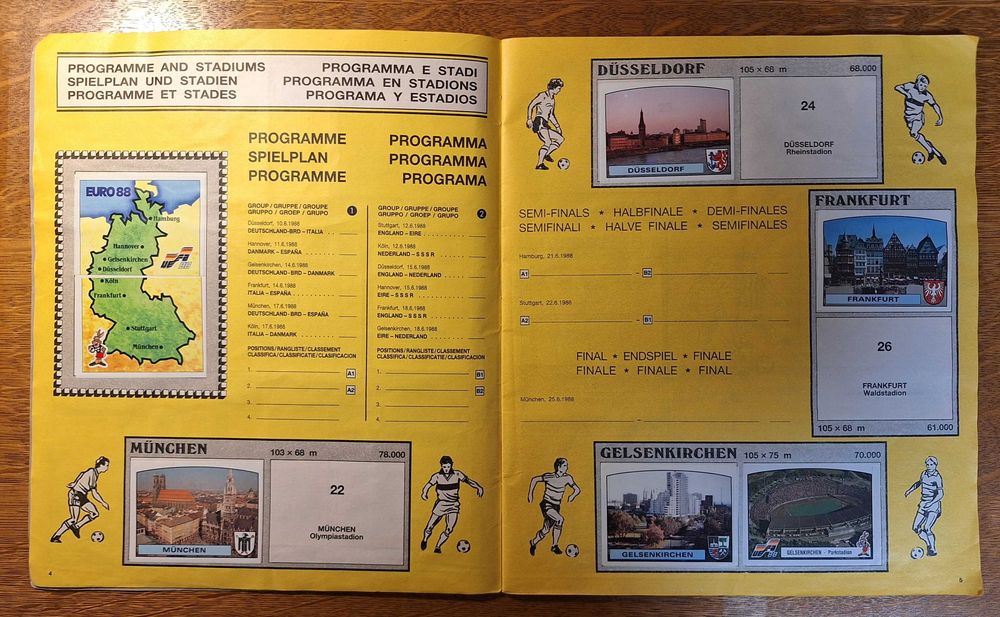 PROGRAMME AND STADIUMS
SPIELPLAN UND STADIEN
PROGRAMME ET STADES
PROGRAMMA E STADI
PROGRAMMA EN STADIONS
PROGRAMA Y ESTADIOS
EURO 88
Hamburg
Hannover
Gelsenkirchen
Düsseldorf
Köln
Frankfurt
Stuttgart
München
PROGRAMME
SPIELPLAN
PROGRAMME
PROGRAMMA
PROGRAMMA
PROGRAMA
GROUP / GRUPPE / GROUPE
GRUPPO / GROEP / GRUPO
1
Düsseldorf, 10.6.1988
DEUTSCHLAND-BRD – ITALIA
Hannover, 11.6.1988
DANMARK – ESPAÑA
Gelsenkirchen, 14.6.1988
DEUTSCHLAND-BRD – DANMARK
Frankfurt, 14.6.1988
ITALIA – ESPAÑA
München, 17.6.1988
DEUTSCHLAND-BRD – ESPAÑA
Köln, 17.6.1988
ITALIA – DANMARK
POSITIONS / RANGLISTE / CLASSEMENT
CLASSIFICA / CLASSIFICATIE / CLASIFICACION
1.
A1
2.
A2
3.
4.
GROUP / GRUPPE / GROUPE
GRUPPO / GROEP / GRUPO
2
Stuttgart, 12.6.1988
ENGLAND – EIRE
Köln, 12.6.1988
NEDERLAND – S S S R
Düsseldorf, 15.6.1988
ENGLAND – NEDERLAND
Hannover, 15.6.1988
EIRE – S S S R
Frankfurt, 18.6.1988
ENGLAND – S S S R
Gelsenkirchen, 18.6.1988
EIRE – NEDERLAND
POSITIONS / RANGLISTE / CLASSEMENT
CLASSIFICA / CLASSIFICATIE / CLASIFICACION
1.
B1
2.
B2
3.
4.
MÜNCHEN
103 × 68 m
78.000
MÜNCHEN
22
MÜNCHEN
Olympiastadion
4
DÜSSELDORF
105 × 68 m
68.000
DÜSSELDORF
24
DÜSSELDORF
Rheinstadion
SEMI-FINALS ★ HALBFINALE ★ DEMI-FINALES
SEMIFINALI ★ HALVE FINALE ★ SEMIFINALES
Hamburg, 21.6.1988
A1 – B2
Stuttgart, 22.6.1988
A2 – B1
FINAL ★ ENDSPIEL ★ FINALE
FINALE ★ FINALE ★ FINAL
München, 25.6.1988
FRANKFURT
FRANKFURT
26
FRANKFURT
Waldstadion
105 × 68 m
61.000
GELSENKIRCHEN
105 × 75 m
70.000
GELSENKIRCHEN
GELSENKIRCHEN - Parkstadion
5